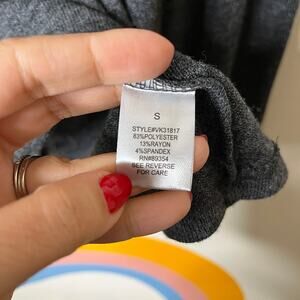 S
STYLE#VK31817
83%POLYESTER
13%RAYON
4%SPANDEX
RN#89354
SEE REVERSE
FOR CARE